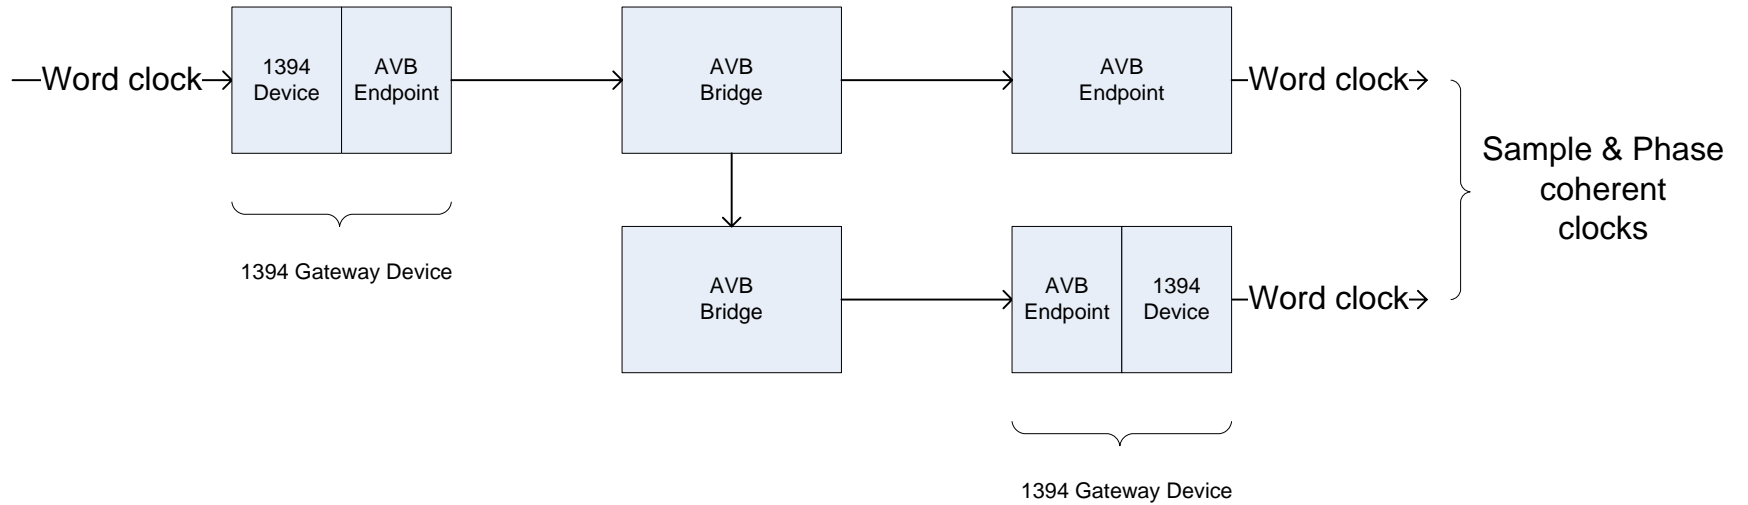 Word clock
1394
Device
AVB
Endpoint
AVB
Bridge
AVB
Endpoint
Word clock
Sample & Phase
coherent
clocks
1394 Gateway Device
AVB
Bridge
AVB
Endpoint
1394
Device
Word clock
1394 Gateway Device